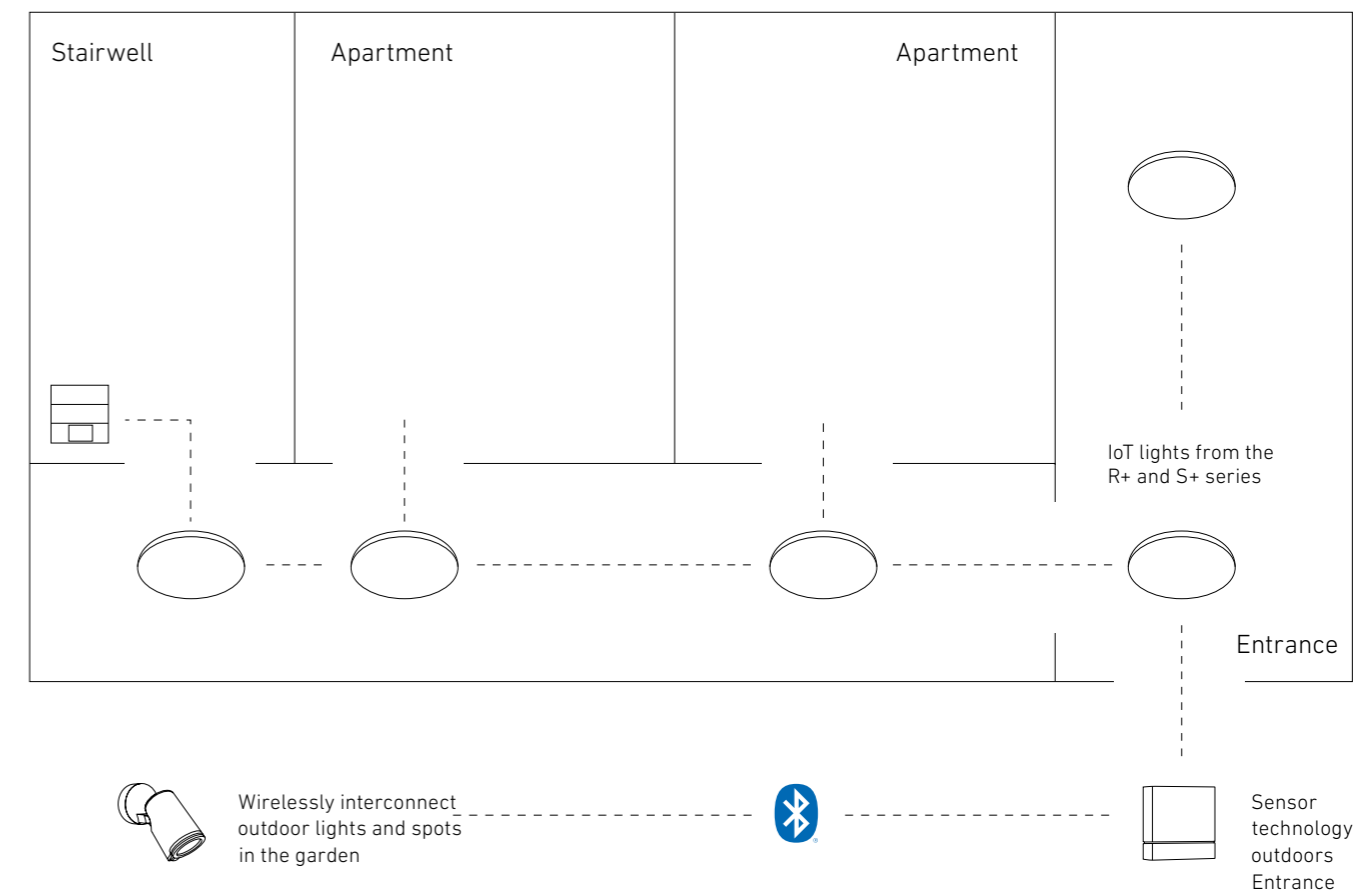 Stairwell
Apartment
Apartment
IoT lights from the
R+ and S+ series
Entrance
Wirelessly interconnect
outdoor lights and spots
in the garden
Sensor
technology
outdoors
Entrance